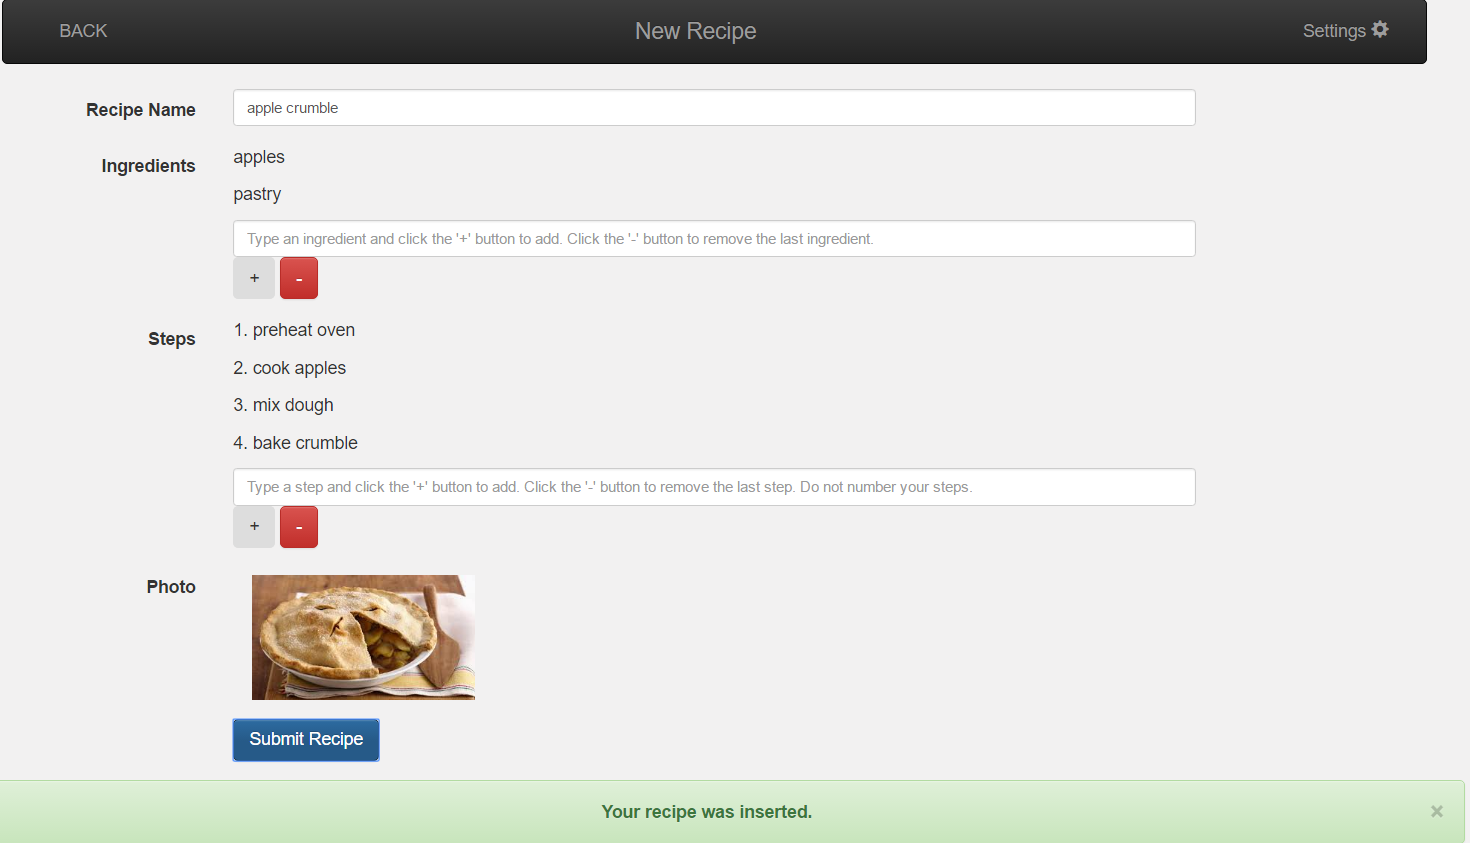 BACK
New Recipe
Settings
Recipe Name
apple crumble
Ingredients
apples
pastry
Type an ingredient and click the '+' button to add. Click the '-' button to remove the last ingredient.
+ -
Steps
1. preheat oven
2. cook apples
3. mix dough
4. bake crumble
Type a step and click the '+' button to add. Click the '-' button to remove the last step. Do not number your steps.
+ -
Photo
Submit Recipe
Your recipe was inserted. ×